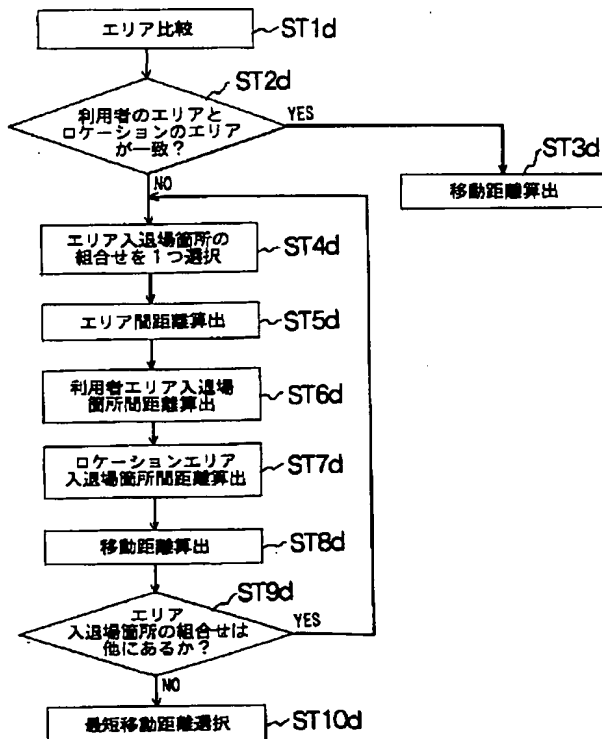 エリア比較
ST1d
ST2d
利用者のエリアと
ロケーションのエリア
が一致？
YES
ST3d
移動距離算出
NO
エリア入退場箇所の
組合せを1つ選択
ST4d
エリア間距離算出
ST5d
利用者エリア入退場
箇所間距離算出
ST6d
ロケーションエリア
入退場箇所間距離算出
ST7d
移動距離算出
ST8d
ST9d
エリア
入退場箇所の組合せは
他にあるか？
YES
NO
最短移動距離選択
ST10d